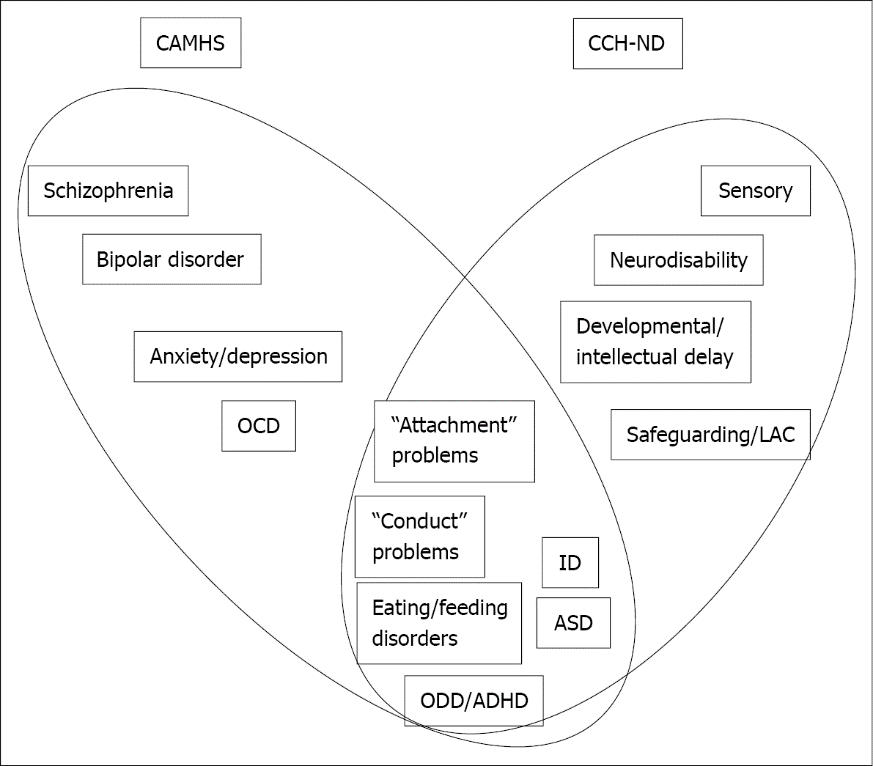 CAMHS
CCH-ND
Schizophrenia
Sensory
Bipolar disorder
Neurodisability
Developmental/
intellectual delay
Anxiety/depression
OCD
“Attachment”
problems
Safeguarding/LAC
“Conduct”
problems
ID
Eating/feeding
disorders
ASD
ODD/ADHD